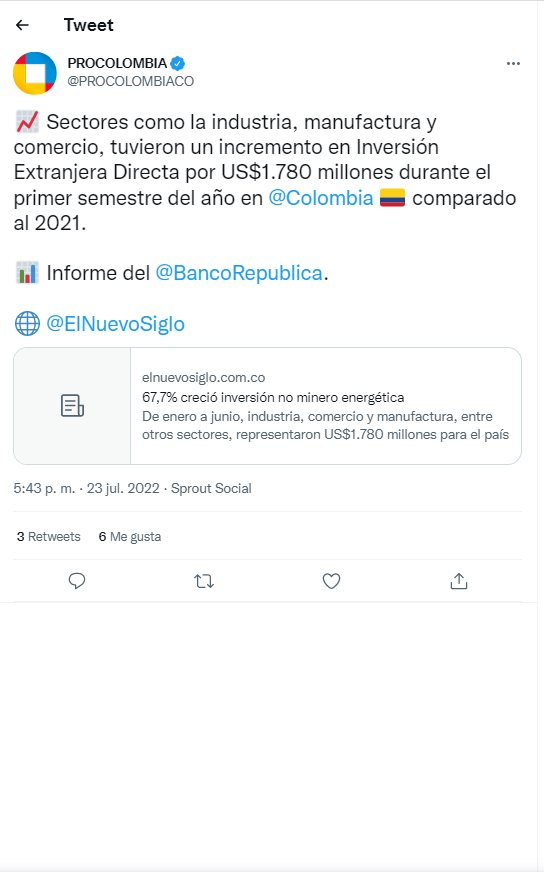 Tweet
PROCOLOMBIA
@PROCOLOMBIACO
Sectores como la industria, manufactura y
comercio, tuvieron un incremento en Inversión
Extranjera Directa por US$1.780 millones durante el
primer semestre del año en @Colombia 🇨🇴 comparado
al 2021.
Informe del @BancoRepublica.
@ElNuevoSiglo
elnuevosiglo.com.co
67,7% creció inversión no minero energética
De enero a junio, industria, comercio y manufactura, entre
otros sectores, representaron US$1.780 millones para el país
5:43 p. m. · 23 jul. 2022 · Sprout Social
3 Retweets 6 Me gusta